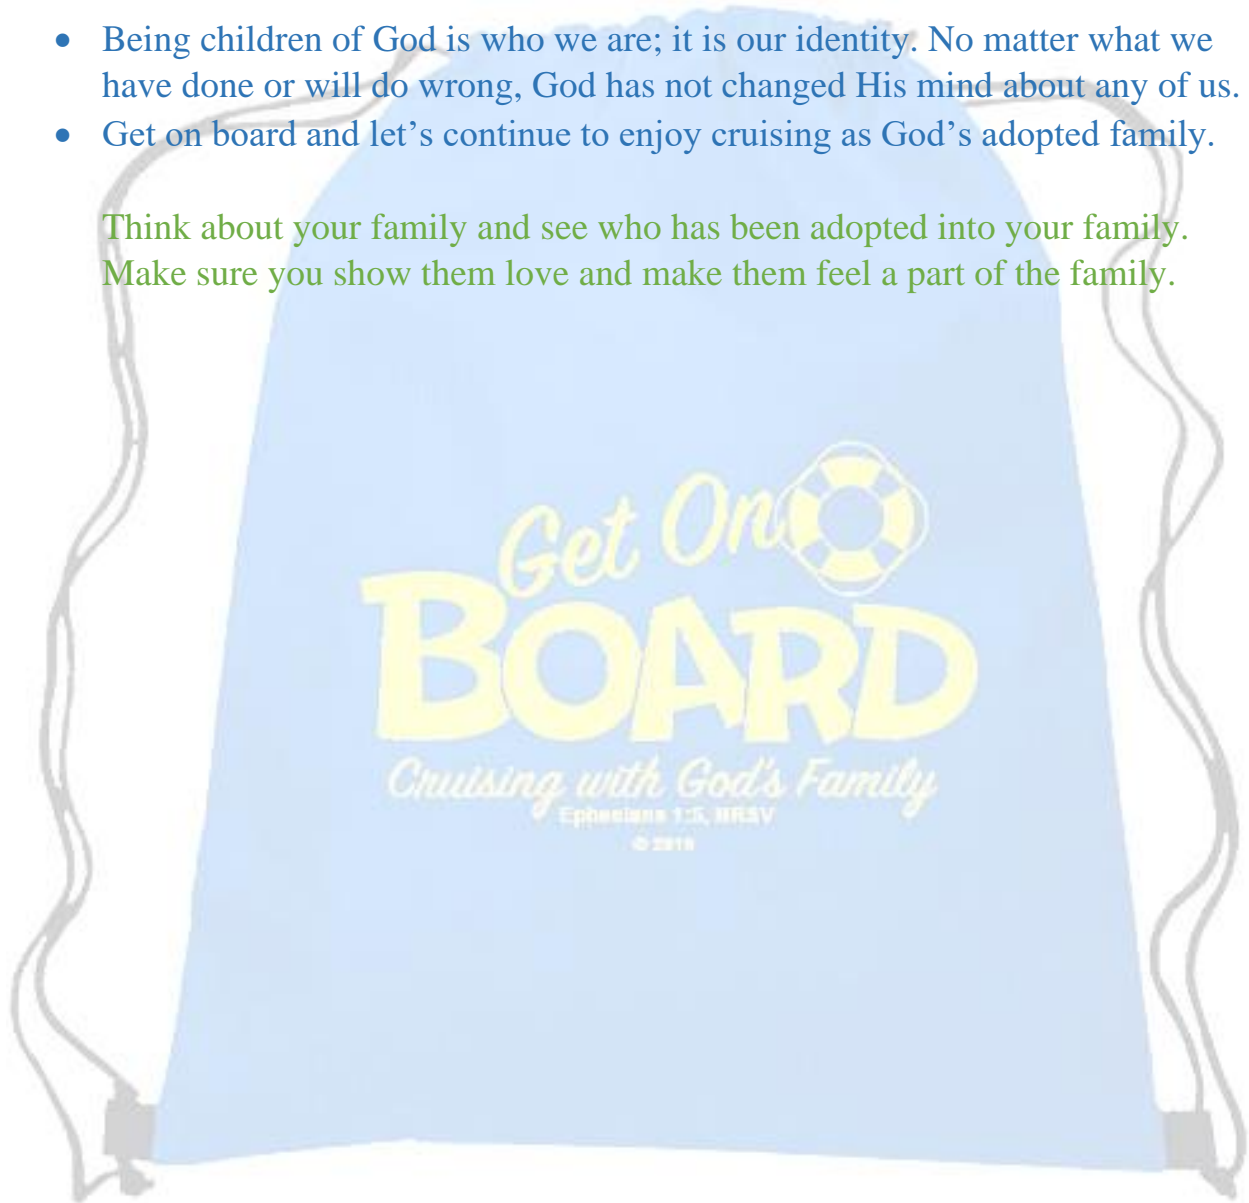 • Being children of God is who we are; it is our identity. No matter what we
have done or will do wrong, God has not changed His mind about any of us.
• Get on board and let’s continue to enjoy cruising as God’s adopted family.
Think about your family and see who has been adopted into your family.
Make sure you show them love and make them feel a part of the family.
Get On
BOARD
Cruising with God's Family
Ephesians 1:5, NRSV